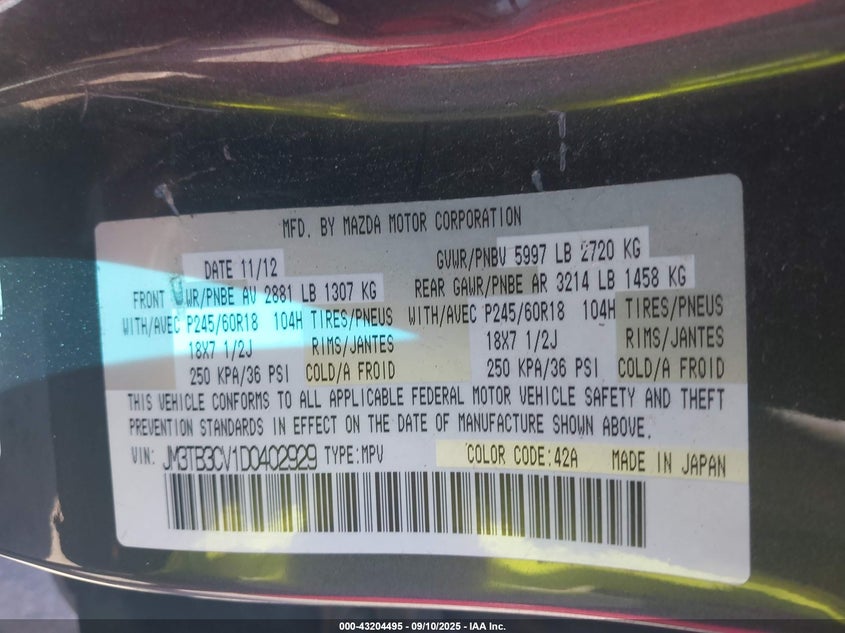 MFD. BY MAZDA MOTOR CORPORATION
DATE 11/12 GVWR/PNBV 5997 LB 2720 KG
FRONT WR/PNBE AV 2881 LB 1307 KG REAR GAWR/PNBE AR 3214 LB 1458 KG
WITH/AVEC P245/60R18 104H TIRES/PNEUS WITH/AVEC P245/60R18 104H TIRES/PNEUS
18X7 1/2J RIMS/JANTES 18X7 1/2J RIMS/JANTES
250 KPA/36 PSI COLD/A FROID 250 KPA/36 PSI COLD/A FROID
THIS VEHICLE CONFORMS TO ALL APPLICABLE FEDERAL MOTOR VEHICLE SAFETY AND THEFT
PREVENTION STANDARDS IN EFFECT ON THE DATE OF MANUFACTURE SHOWN ABOVE.
VIN: JM3TB3CV1D0402929 TYPE:MPV COLOR CODE:42A MADE IN JAPAN
000-43204495 - 09/10/2025 - IAA Inc.